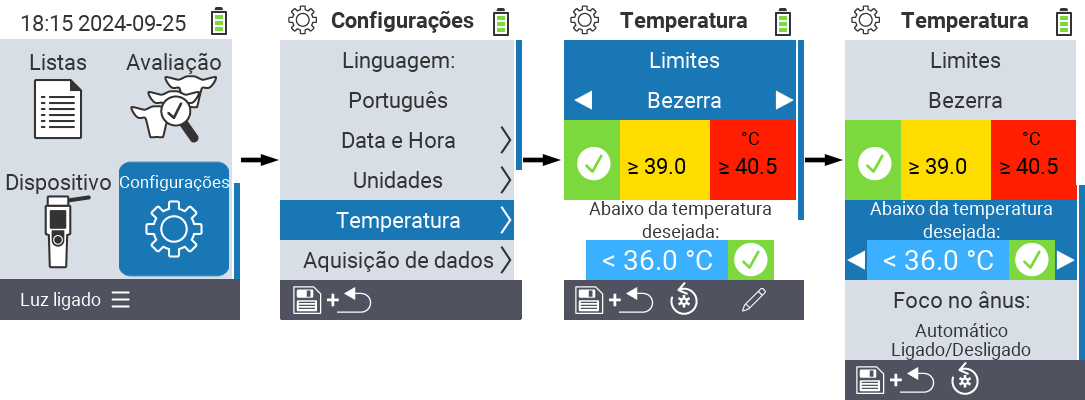 18:15 2024-09-25
Listas
Avaliação
Dispositivo
Configurações
Luz ligado
Configurações
Linguagem:
Português
Data e Hora
Unidades
Temperatura
Aquisição de dados
+
Temperatura
Limites
Bezerra
≥ 39.0
°C
≥ 40.5
Abaixo da temperatura
desejada:
< 36.0 °C
+
Temperatura
Limites
Bezerra
≥ 39.0
°C
≥ 40.5
Abaixo da temperatura
desejada:
< 36.0 °C
Foco no ânus:
Automático
Ligado/Desligado
+